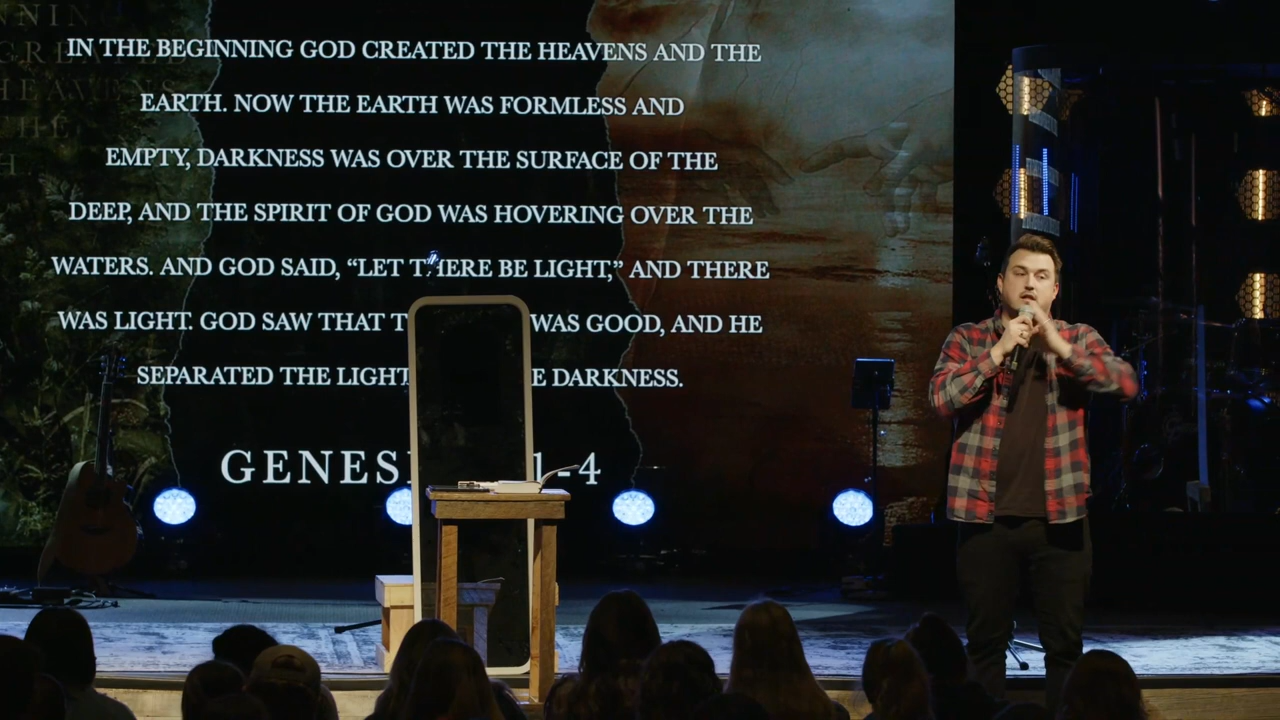 IN THE BEGINNING GOD CREATED THE HEAVENS AND THE
EARTH. NOW THE EARTH WAS FORMLESS AND
EMPTY, DARKNESS WAS OVER THE SURFACE OF THE
DEEP, AND THE SPIRIT OF GOD WAS HOVERING OVER THE
WATERS. AND GOD SAID, “LET THERE BE LIGHT,” AND THERE
WAS LIGHT. GOD SAW THAT WAS GOOD, AND HE
SEPARATED THE LIGHT DARKNESS.
1-4